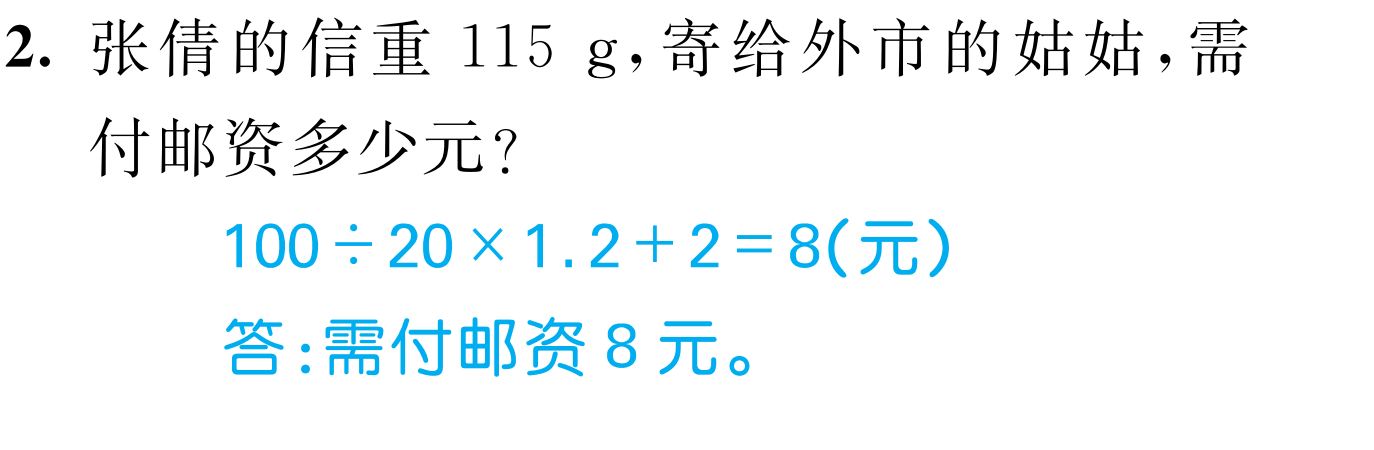 2. 张倩的信重 115 g,寄给外市的姑姑,需
付邮资多少元?
100÷20×1.2+2=8(元)
答:需付邮资 8 元。